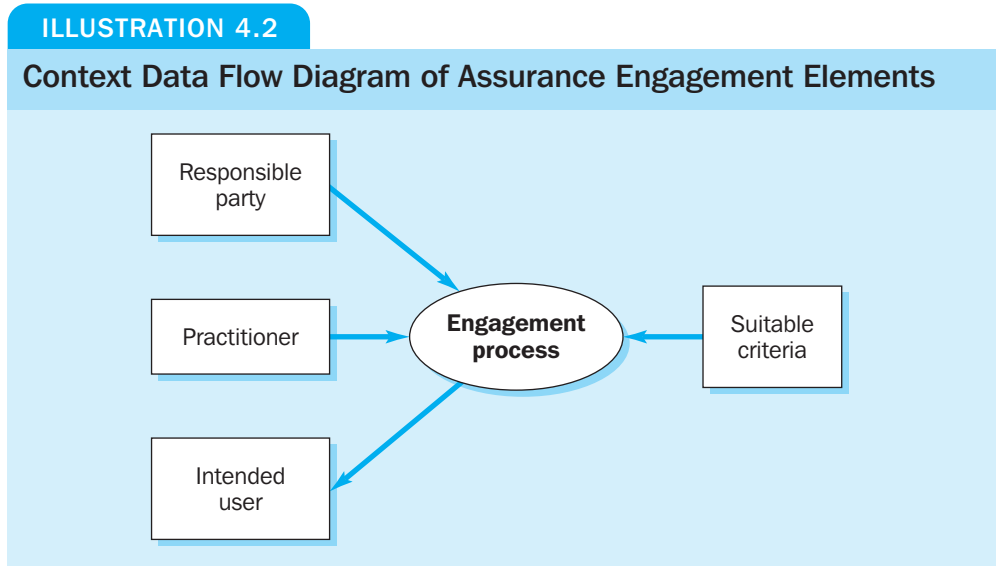 ILLUSTRATION 4.2
Context Data Flow Diagram of Assurance Engagement Elements
Responsible
party
Practitioner
Engagement
process
Suitable
criteria
Intended
user